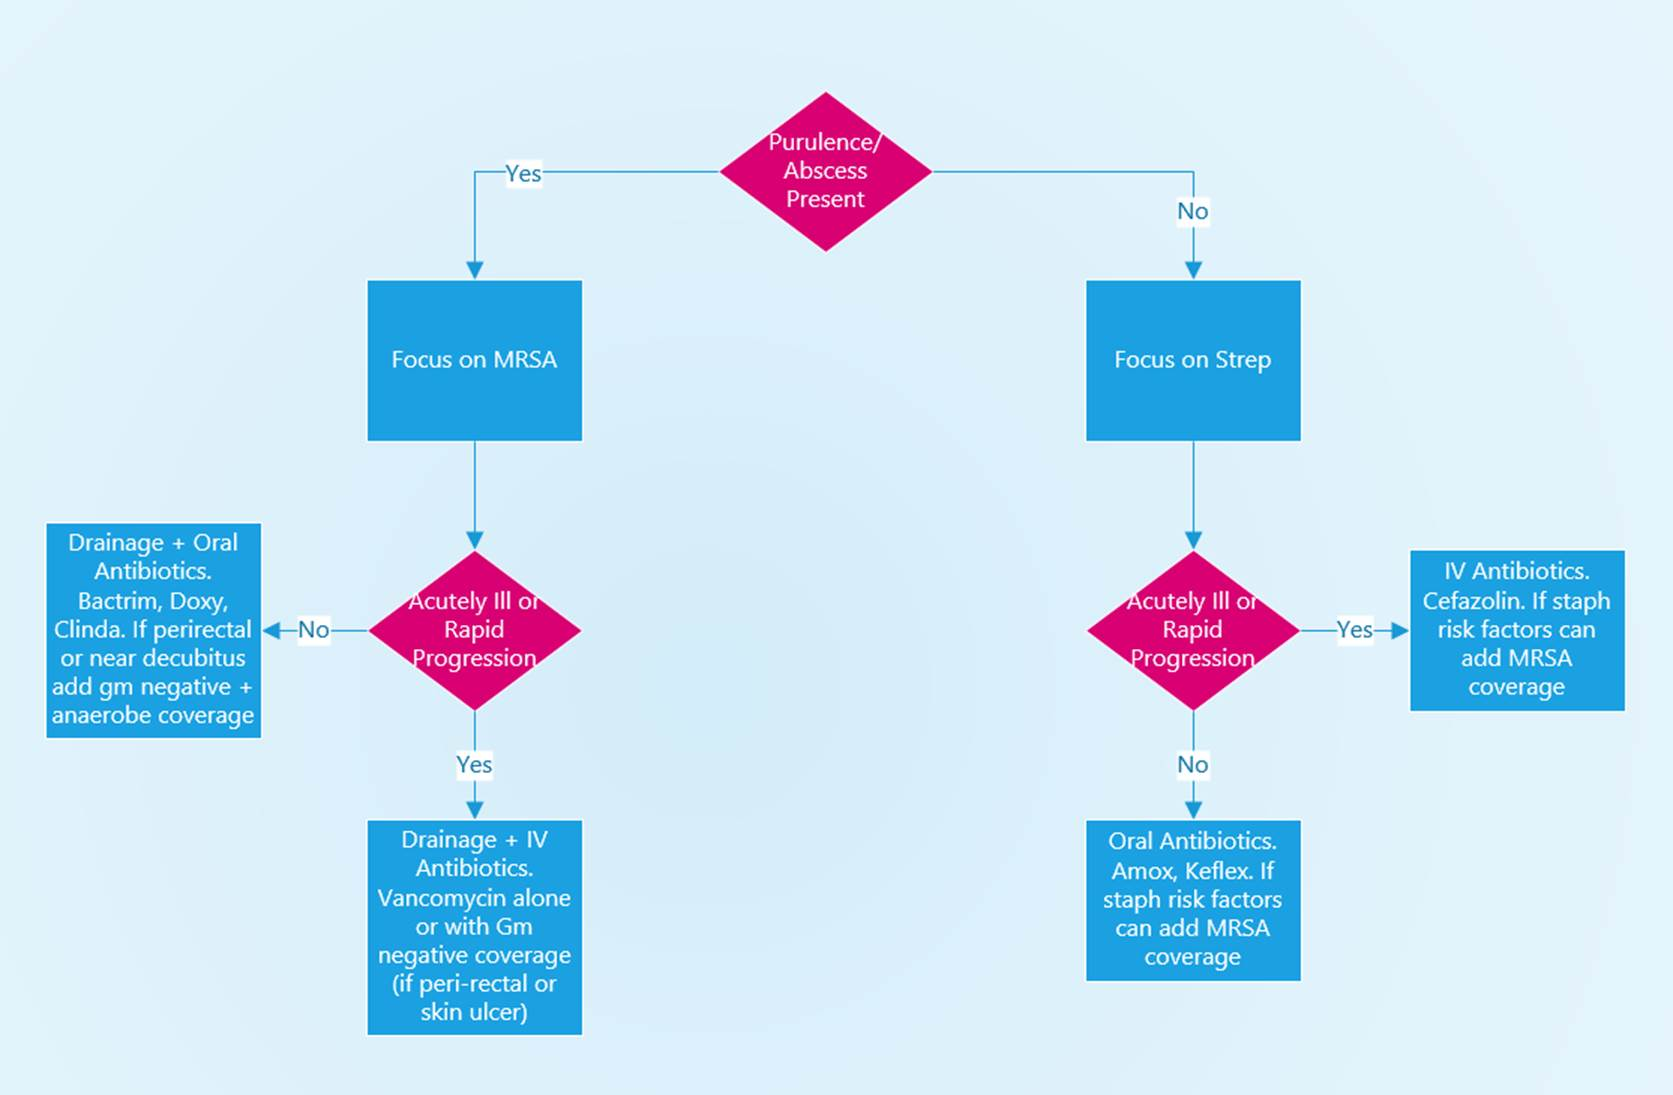 Purulence/
Abscess
Present
Yes
No
Focus on MRSA
Focus on Strep
Drainage + Oral
Antibiotics.
Bactrim, Doxy,
Clinda. If perirectal
or near decubitus
add gm negative +
anaerobe coverage
No
Acutely Ill or
Rapid
Progression
Acutely Ill or
Rapid
Progression
Yes
IV Antibiotics.
Cefazolin. If staph
risk factors can
add MRSA
coverage
Yes
No
Drainage + IV
Antibiotics.
Vancomycin alone
or with Gm
negative coverage
(if peri-rectal or
skin ulcer)
Oral Antibiotics.
Amox, Keflex. If
staph risk factors
can add MRSA
coverage